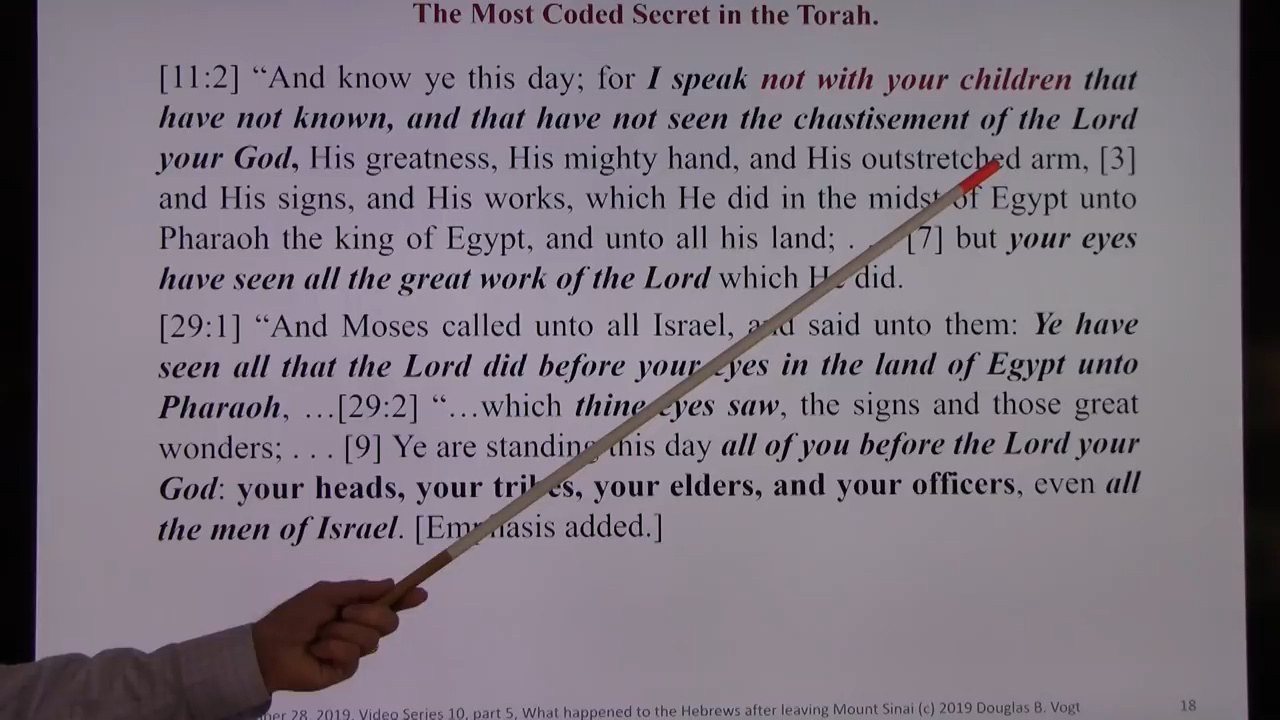 The Most Coded Secret in the Torah.
[11:2] “And know ye this day; for I speak not with your children that
have not known, and that have not seen the chastisement of the Lord
your God, His greatness, His mighty hand, and His outstretched arm, [3]
and His signs, and His works, which He did in the midst of Egypt unto
Pharaoh the king of Egypt, and unto all his land; . . . [7] but your eyes
have seen all the great work of the Lord which He did.
[29:1] “And Moses called unto all Israel, and said unto them: Ye have
seen all that the Lord did before your eyes in the land of Egypt unto
Pharaoh, …[29:2] “…which thine eyes saw, the signs and those great
wonders; . . . [9] Ye are standing this day all of you before the Lord your
God: your heads, your tribes, your elders, and your officers, even all
the men of Israel. [Emphasis added.]
28, 2019, Video Series 10, part 5, What happened to the Hebrews after leaving Mount Sinai (c) 2019 Douglas B. Vogt 18